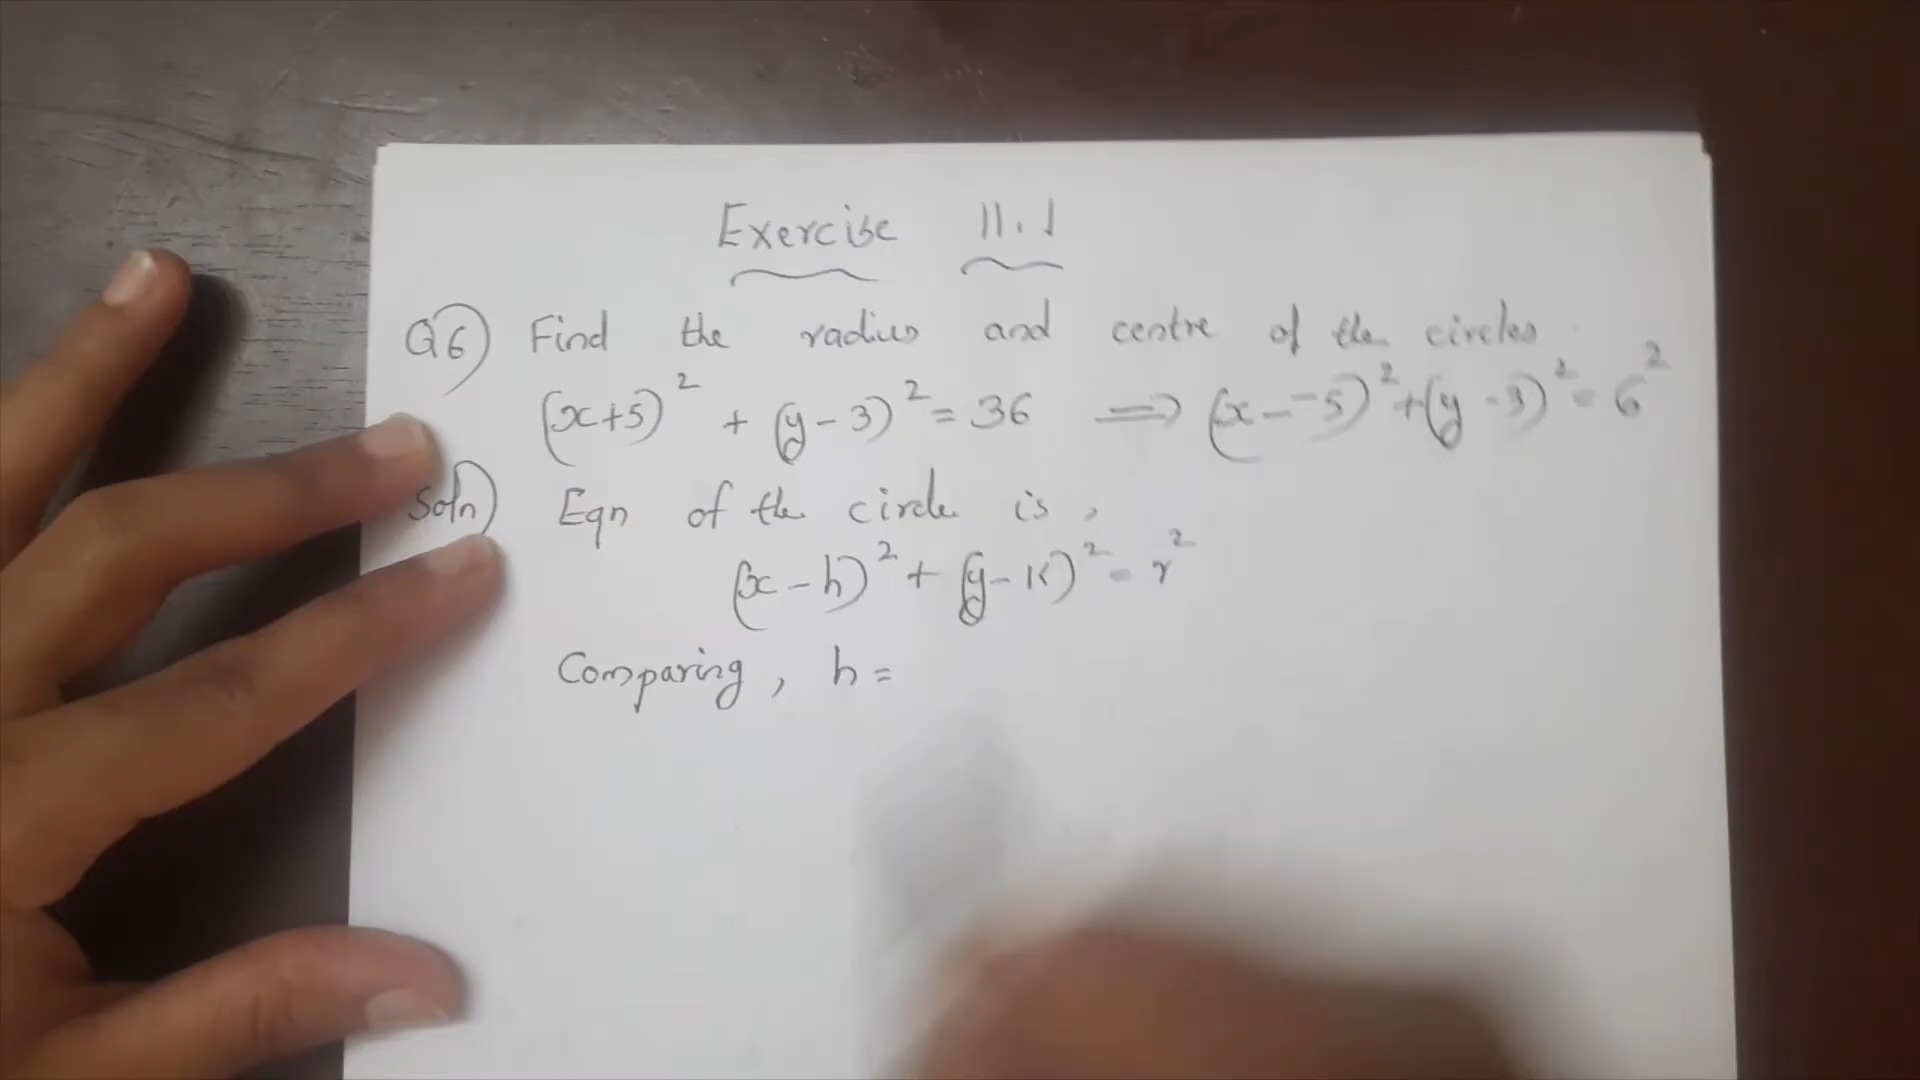 Exercise 11.1
Q6) Find the radius and centre of the circles
(x+5)² + (y-3)² = 36 ⟹ (x--5)² + (y-3)² = 6²
Soln) Eqn of the circle is,
(x-h)² + (y-k)² = r²
Comparing, h =